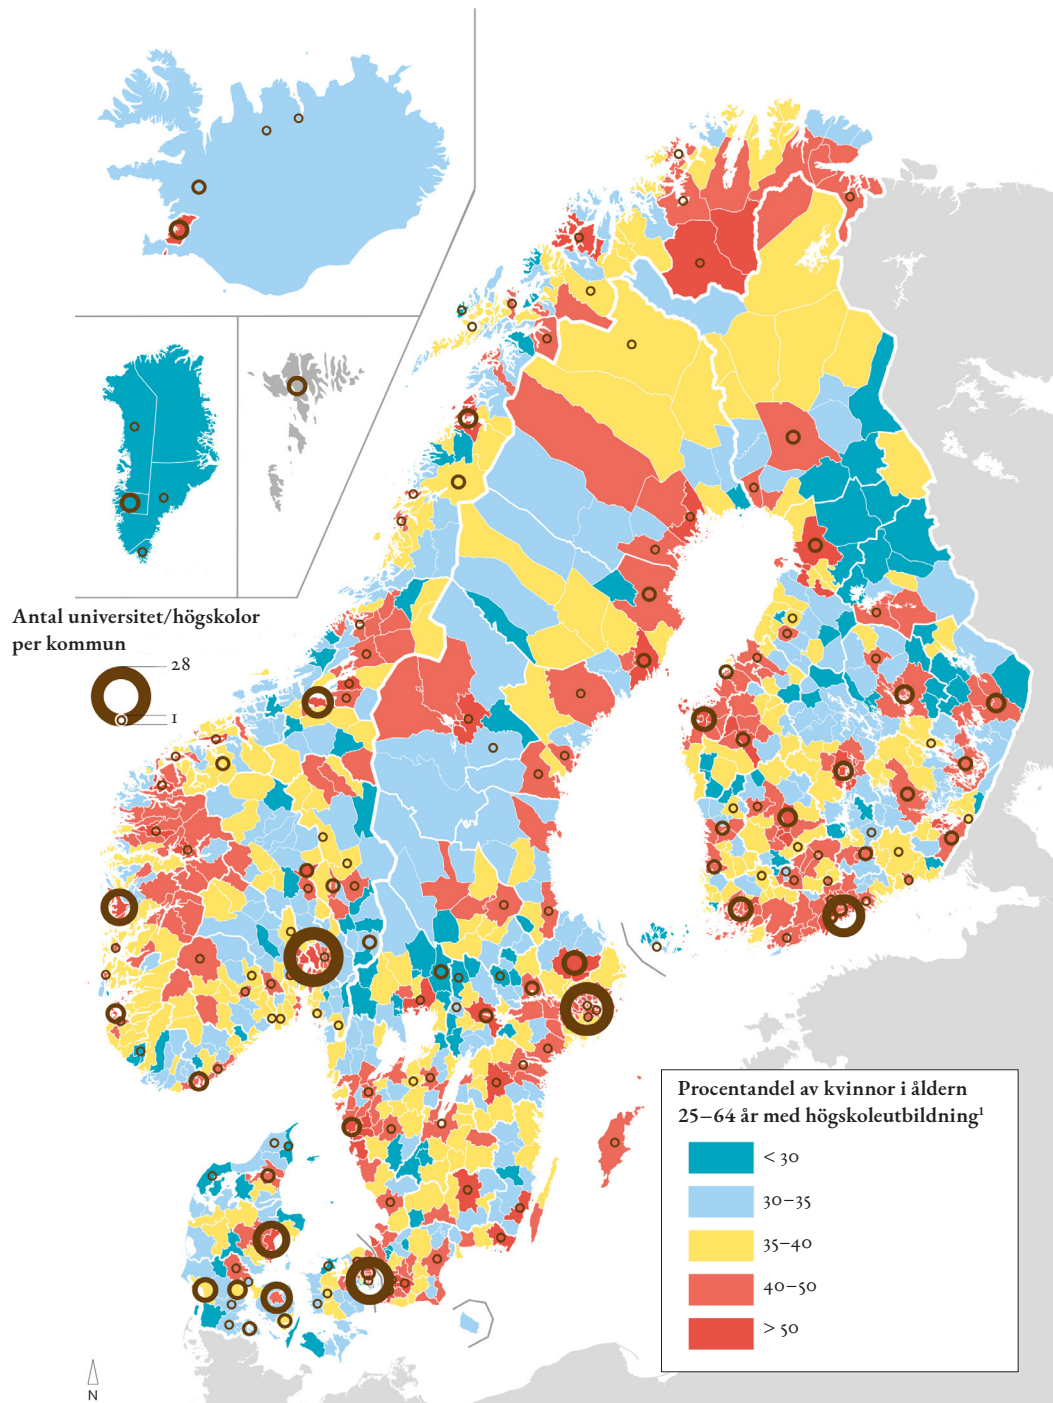 Antal universitet/högskolor
per kommun
28
1
Procentandel av kvinnor i åldern
25–64 år med högskoleutbildning¹
< 30
30–35
35–40
40–50
> 50
N